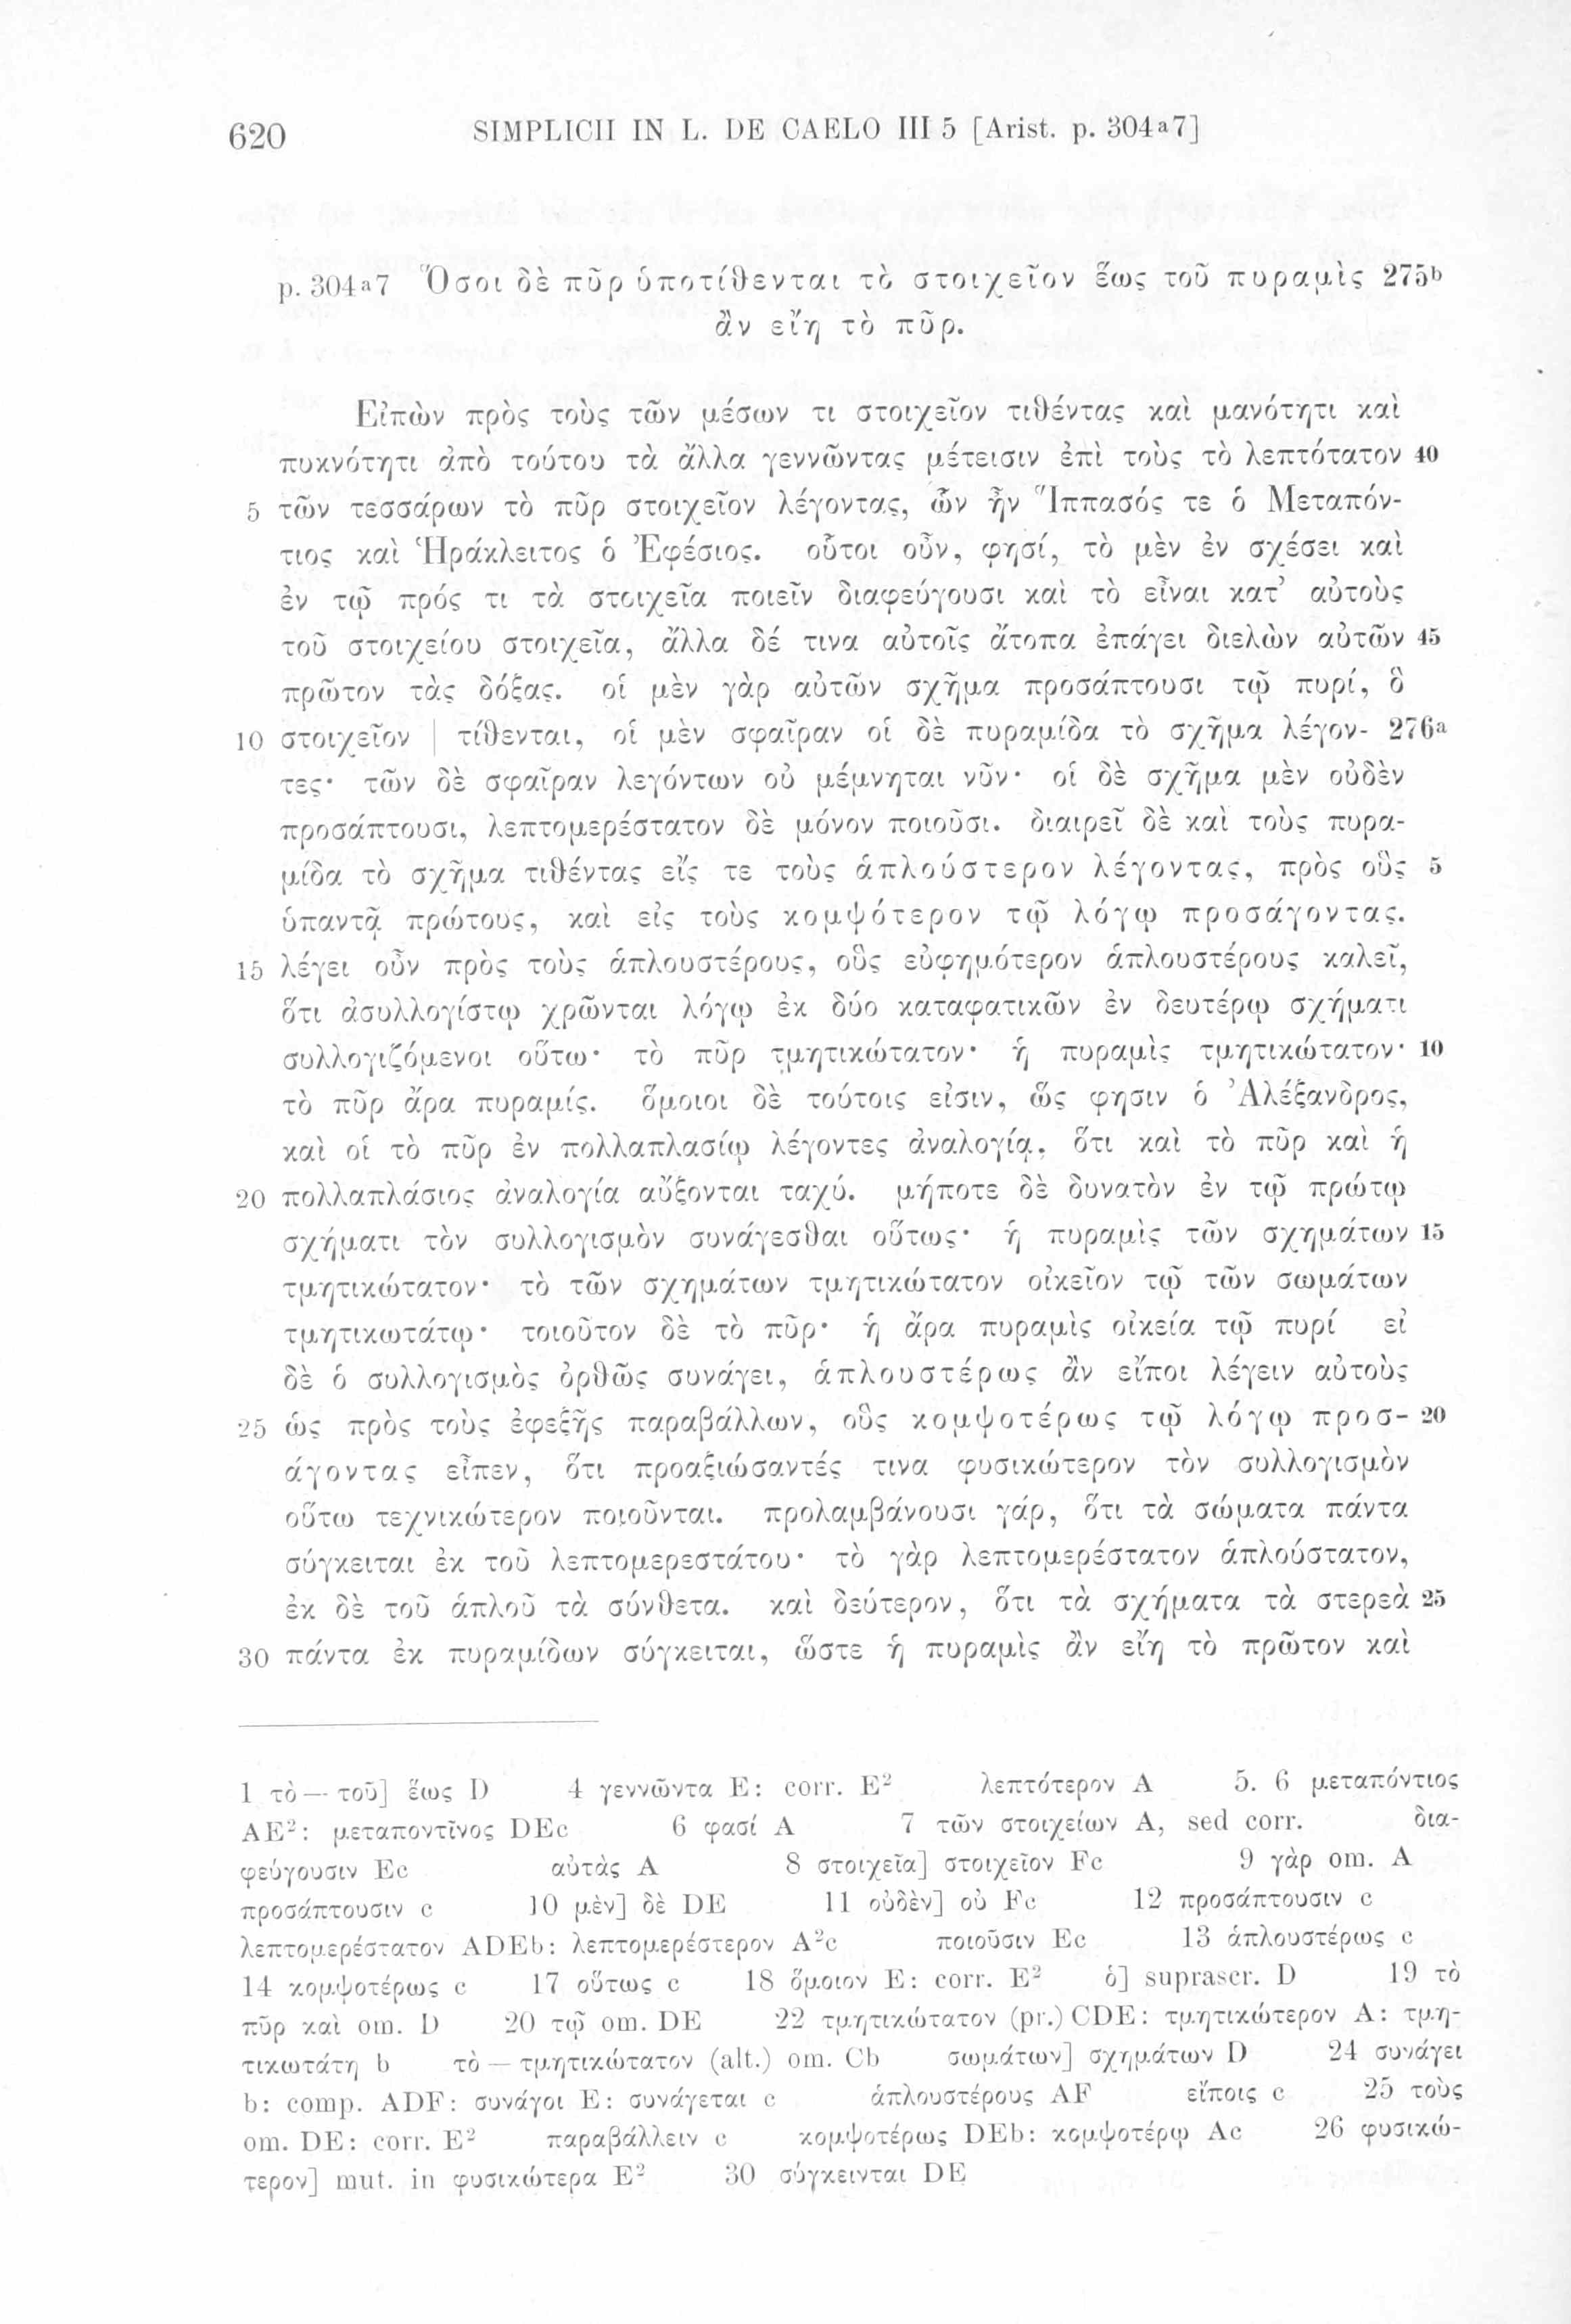 620 SIMPLICII IN L. DE CAELO III 5 [Arist. p. 304a7]
p. 304a7 Ὅσοι δὲ πῦρ ὑποτίθενται τὸ στοιχεῖον ἕως τοῦ πυραμὶς 275b
ἂν εἴη τὸ πῦρ.
Εἰπὼν πρὸς τοὺς τῶν μέσων τι στοιχεῖον τιθέντας καὶ μανότητι καὶ
πυκνότητι ἀπὸ τούτου τὰ ἄλλα γεννῶντας μέτεισιν ἐπὶ τοὺς τὸ λεπτότατον 40
5 τῶν τεσσάρων τὸ πῦρ στοιχεῖον λέγοντας, ὧν ἦν Ἵππασός τε ὁ Μεταπόν-
τιος καὶ Ἡράκλειτος ὁ Ἐφέσιος. οὗτοι οὖν, φησί, τὸ μὲν ἐν σχέσει καὶ
ἐν τῷ πρός τι τὰ στοιχεῖα ποιεῖν διαφεύγουσι καὶ τὸ εἶναι κατ’ αὐτοὺς
τοῦ στοιχείου στοιχεῖα, ἄλλα δέ τινα αὐτοῖς ἄτοπα ἐπάγει διελὼν αὐτῶν 45
πρῶτον τὰς δόξας. οἱ μὲν γὰρ αὐτῶν σχῆμα προσάπτουσι τῷ πυρί, ὃ
10 στοιχεῖον | τίθενται, οἱ μὲν σφαῖραν οἱ δὲ πυραμίδα τὸ σχῆμα λέγον- 276a
τες· τῶν δὲ σφαῖραν λεγόντων οὐ μέμνηται νῦν· οἱ δὲ σχῆμα μὲν οὐδὲν
προσάπτουσι, λεπτομερέστατον δὲ μόνον ποιοῦσι. διαιρεῖ δὲ καὶ τοὺς πυρα-
μίδα τὸ σχῆμα τιθέντας εἴς τε τοὺς ἁπλούστερον λέγοντας, πρὸς οὓς 5
ὑπαντᾷ πρώτους, καὶ εἰς τοὺς κομψότερον τῷ λόγῳ προσάγοντας.
15 λέγει οὖν πρὸς τοὺς ἁπλουστέρους, οὓς εὐφημότερον ἁπλουστέρους καλεῖ,
ὅτι ἀσυλλογίστῳ χρῶνται λόγῳ ἐκ δύο καταφατικῶν ἐν δευτέρῳ σχήματι
συλλογιζόμενοι οὕτω· τὸ πῦρ τμητικώτατον· ἡ πυραμὶς τμητικώτατον· 10
τὸ πῦρ ἄρα πυραμίς. ὅμοιοι δὲ τούτοις εἰσιν, ὥς φησιν ὁ Ἀλέξανδρος,
καὶ οἱ τὸ πῦρ ἐν πολλαπλασίῳ λέγοντες ἀναλογίᾳ, ὅτι καὶ τὸ πῦρ καὶ ἡ
20 πολλαπλάσιος ἀναλογία αὔξονται ταχύ. μήποτε δὲ δυνατὸν ἐν τῷ πρώτῳ
σχήματι τὸν συλλογισμὸν συνάγεσθαι οὕτως· ἡ πυραμὶς τῶν σχημάτων 15
τμητικώτατον· τὸ τῶν σχημάτων τμητικώτατον οἰκεῖον τῷ τῶν σωμάτων
τμητικωτάτῳ· τοιοῦτον δὲ τὸ πῦρ· ἡ ἄρα πυραμὶς οἰκεία τῷ πυρί εἰ
δὲ ὁ συλλογισμὸς ὀρθῶς συνάγει, ἁπλουστέρως ἂν εἴποι λέγειν αὐτοὺς
25 ὡς πρὸς τοὺς ἐφεξῆς παραβάλλων, οὓς κομψοτέρως τῷ λόγῳ προσ- 20
άγοντας εἶπεν, ὅτι προαξιώσαντές τινα φυσικώτερον τὸν συλλογισμὸν
οὕτω τεχνικώτερον ποιοῦνται. προλαμβάνουσι γάρ, ὅτι τὰ σώματα πάντα
σύγκειται ἐκ τοῦ λεπτομερεστάτου· τὸ γὰρ λεπτομερέστατον ἁπλούστατον,
ἐκ δὲ τοῦ ἁπλοῦ τὰ σύνθετα. καὶ δεύτερον, ὅτι τὰ σχήματα τὰ στερεὰ 25
30 πάντα ἐκ πυραμίδων σύγκειται, ὥστε ἡ πυραμὶς ἂν εἴη τὸ πρῶτον καὶ
1 τὸ — τοῦ] ἕως D 4 γεννῶντα E: corr. E² λεπτότερον A 5. 6 μεταπόντιος
AE²: μεταποντῖνος DEc 6 φασί A 7 τῶν στοιχείων A, sed corr. δια-
φεύγουσιν Ec αὐτὰς A 8 στοιχεῖα] στοιχεῖον Fc 9 γὰρ om. A
προσάπτουσιν c 10 μὲν] δὲ DE 11 οὐδὲν] οὐ Fc 12 προσάπτουσιν c
λεπτομερέστατον ADEb: λεπτομερέστερον A²c ποιοῦσιν Ec 13 ἁπλουστέρως c
14 κομψοτέρως c 17 οὕτως c 18 ὅμοιον E: corr. E² ὁ] suprascr. D 19 τὸ
πῦρ καὶ om. D 20 τῷ om. DE 22 τμητικώτατον (pr.) CDE: τμητικώτερον A: τμη-
τικωτάτη b τὸ — τμητικώτατον (alt.) om. Cb σωμάτων] σχημάτων D 24 συνάγει
b: comp. ADF: συνάγοι E: συνάγεται c ἁπλουστέρους AF εἴποις c 25 τοὺς
om. DE: corr. E² παραβάλλειν c κομψοτέρως DEb: κομψοτέρῳ Ac 26 φυσικώ-
τερον] mut. in φυσικώτερα E² 30 σύγκεινται DE